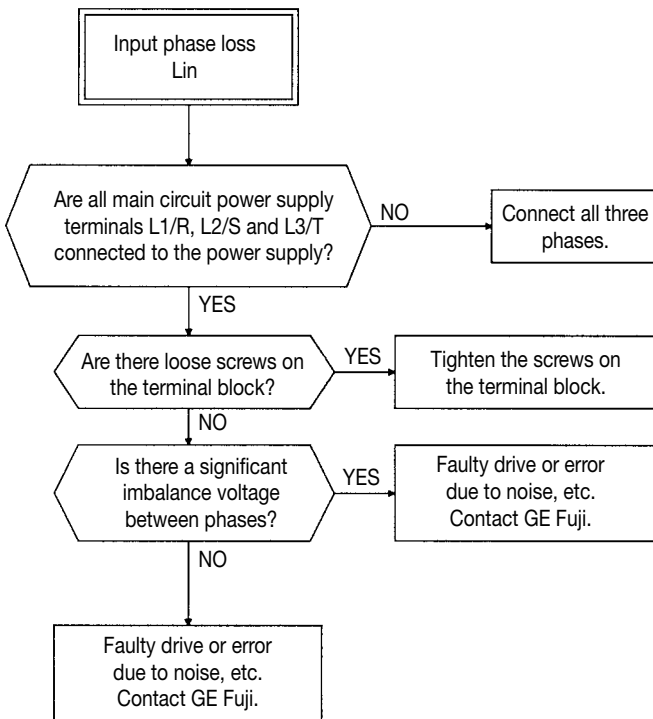 Input phase loss
Lin
Are all main circuit power supply
terminals L1/R, L2/S and L3/T
connected to the power supply?
NO
Connect all three
phases.
YES
Are there loose screws on
the terminal block?
YES
Tighten the screws on
the terminal block.
NO
Is there a significant
imbalance voltage
between phases?
YES
Faulty drive or error
due to noise, etc.
Contact GE Fuji.
NO
Faulty drive or error
due to noise, etc.
Contact GE Fuji.